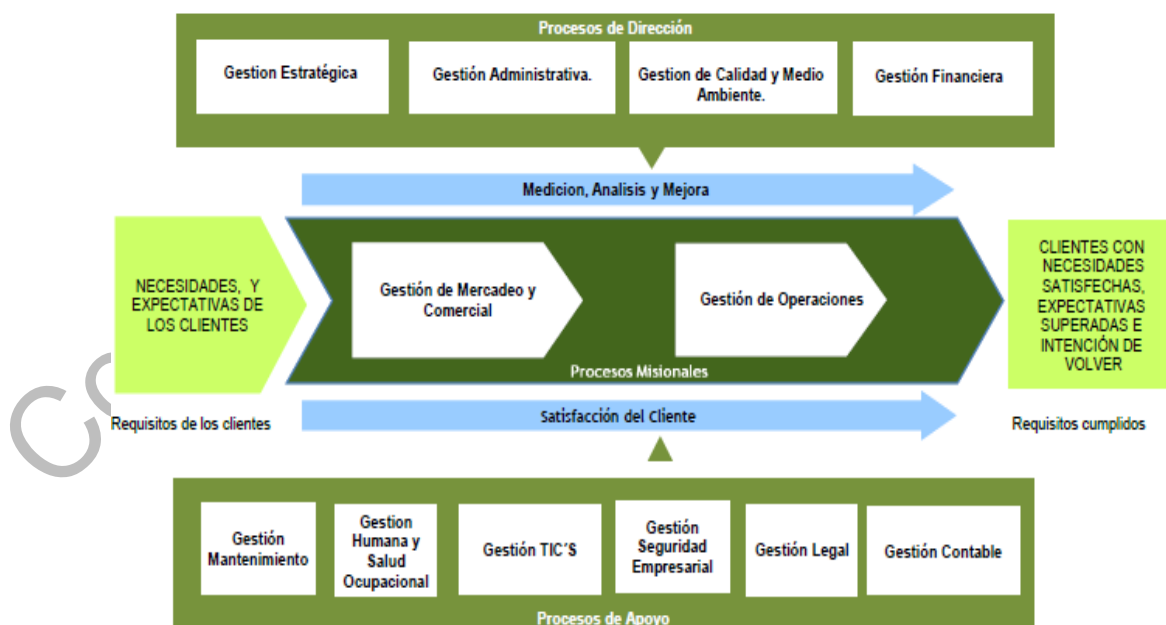 Procesos de Dirección
Gestion Estratégica
Gestión Administrativa.
Gestion de Calidad y Medio
Ambiente.
Gestión Financiera
Medicion, Analisis y Mejora
NECESIDADES, Y
EXPECTATIVAS DE
LOS CLIENTES
Gestión de Mercadeo y
Comercial
Gestión de Operaciones
CLIENTES CON
NECESIDADES
SATISFECHAS,
EXPECTATIVAS
SUPERADAS E
INTENCIÓN DE
VOLVER
Procesos Misionales
Requisitos de los clientes
Satisfacción del Cliente
Requisitos cumplidos
Gestión
Mantenimiento
Gestion
Humana y
Salud
Ocupacional
Gestión TIC´S
Gestión
Seguridad
Empresarial
Gestión Legal
Gestión Contable
Procesos de Apoyo